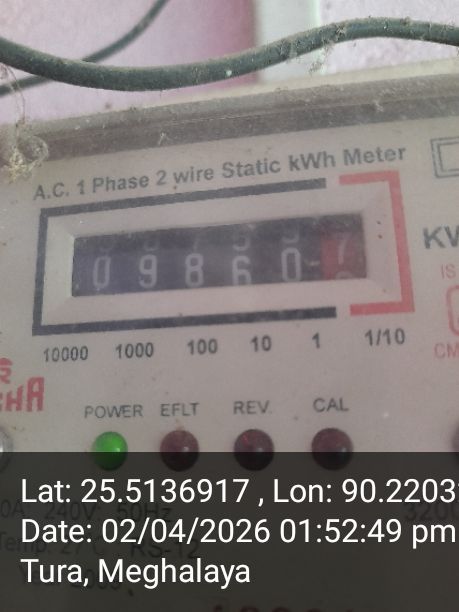 A.C. 1 Phase 2 wire Static kWh Meter
0 9 8 6 0 7
10000 1000 100 10 1 1/10
POWER EFLT REV. CAL
Lat: 25.5136917 , Lon: 90.2203
Date: 02/04/2026 01:52:49 pm
Tura, Meghalaya